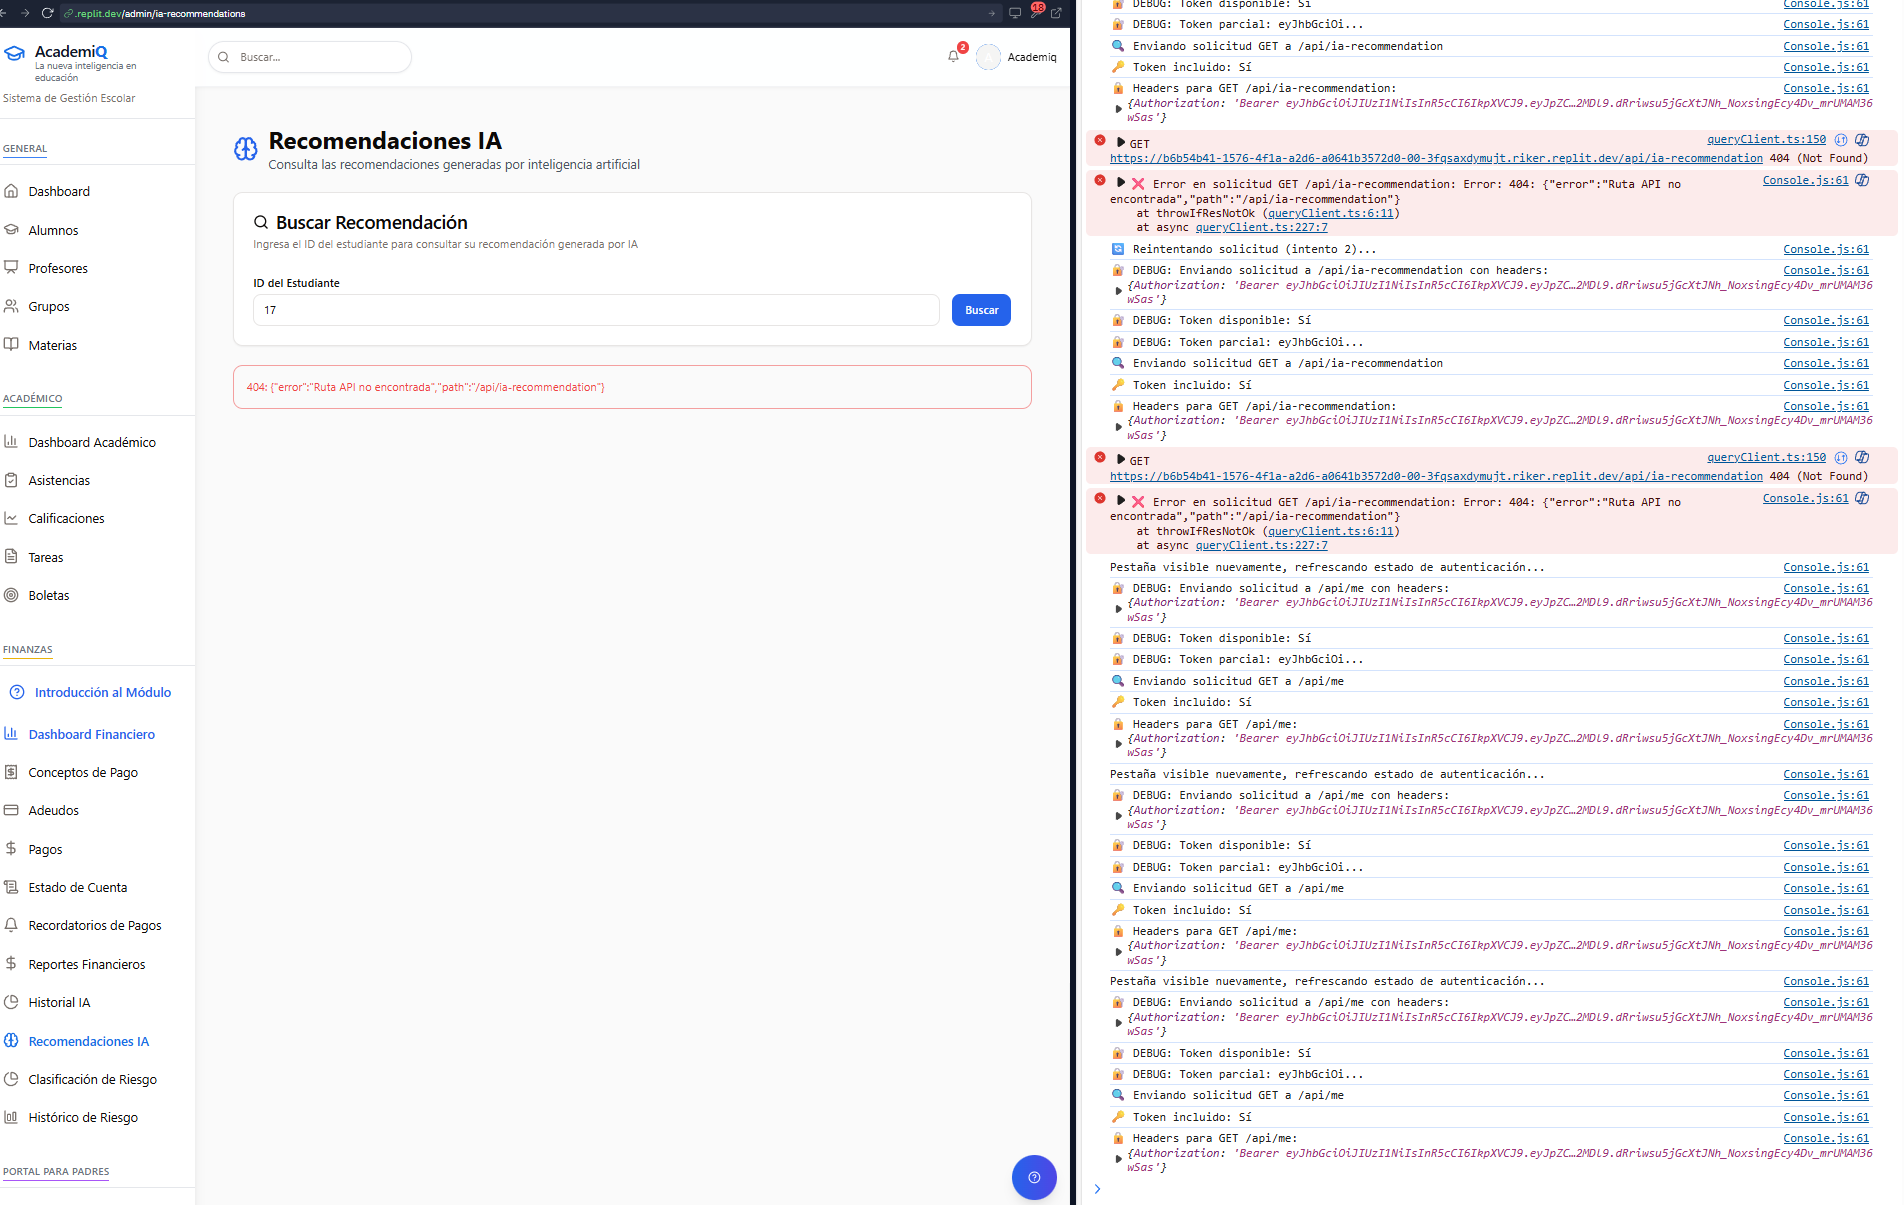 .replit.dev/admin/ia-recommendations
18
AcademiQ
La nueva inteligencia en
educación
Sistema de Gestión Escolar
GENERAL
Dashboard
Alumnos
Profesores
Grupos
Materias
ACADÉMICO
Dashboard Académico
Asistencias
Calificaciones
Tareas
Boletas
FINANZAS
Introducción al Módulo
Dashboard Financiero
Conceptos de Pago
Adeudos
Pagos
Estado de Cuenta
Recordatorios de Pagos
Reportes Financieros
Historial IA
Recomendaciones IA
Clasificación de Riesgo
Histórico de Riesgo
PORTAL PARA PADRES
Buscar...
2
Academiq
Recomendaciones IA
Consulta las recomendaciones generadas por inteligencia artificial
Buscar Recomendación
Ingresa el ID del estudiante para consultar su recomendación generada por IA
ID del Estudiante
17
Buscar
404: {"error":"Ruta API no encontrada","path":"/api/ia-recommendation"}
DEBUG: Token disponible: Sí Console.js:61
DEBUG: Token parcial: eyJhbGciOi... Console.js:61
Enviando solicitud GET a /api/ia-recommendation Console.js:61
Token incluido: Sí Console.js:61
Headers para GET /api/ia-recommendation: Console.js:61
{Authorization: 'Bearer eyJhbGciOiJIUzI1NiIsInR5cCI6IkpXVCJ9.eyJpZC…2MDl9.dRriwsu5jGcXtJNh_NoxsingEcy4Dv_mrUMAM36
wSas'}
GET queryClient.ts:150
https://b6b54b41-1576-4f1a-a2d6-a0641b3572d0-00-3fqsaxdymujt.riker.replit.dev/api/ia-recommendation 404 (Not Found)
Error en solicitud GET /api/ia-recommendation: Error: 404: {"error":"Ruta API no Console.js:61
encontrada","path":"/api/ia-recommendation"}
at throwIfResNotOk (queryClient.ts:6:11)
at async queryClient.ts:227:7
Reintentando solicitud (intento 2)... Console.js:61
DEBUG: Enviando solicitud a /api/ia-recommendation con headers: Console.js:61
{Authorization: 'Bearer eyJhbGciOiJIUzI1NiIsInR5cCI6IkpXVCJ9.eyJpZC…2MDl9.dRriwsu5jGcXtJNh_NoxsingEcy4Dv_mrUMAM36
wSas'}
DEBUG: Token disponible: Sí Console.js:61
DEBUG: Token parcial: eyJhbGciOi... Console.js:61
Enviando solicitud GET a /api/ia-recommendation Console.js:61
Token incluido: Sí Console.js:61
Headers para GET /api/ia-recommendation: Console.js:61
{Authorization: 'Bearer eyJhbGciOiJIUzI1NiIsInR5cCI6IkpXVCJ9.eyJpZC…2MDl9.dRriwsu5jGcXtJNh_NoxsingEcy4Dv_mrUMAM36
wSas'}
GET queryClient.ts:150
https://b6b54b41-1576-4f1a-a2d6-a0641b3572d0-00-3fqsaxdymujt.riker.replit.dev/api/ia-recommendation 404 (Not Found)
Error en solicitud GET /api/ia-recommendation: Error: 404: {"error":"Ruta API no Console.js:61
encontrada","path":"/api/ia-recommendation"}
at throwIfResNotOk (queryClient.ts:6:11)
at async queryClient.ts:227:7
Pestaña visible nuevamente, refrescando estado de autenticación... Console.js:61
DEBUG: Enviando solicitud a /api/me con headers: Console.js:61
{Authorization: 'Bearer eyJhbGciOiJIUzI1NiIsInR5cCI6IkpXVCJ9.eyJpZC…2MDl9.dRriwsu5jGcXtJNh_NoxsingEcy4Dv_mrUMAM36
wSas'}
DEBUG: Token disponible: Sí Console.js:61
DEBUG: Token parcial: eyJhbGciOi... Console.js:61
Enviando solicitud GET a /api/me Console.js:61
Token incluido: Sí Console.js:61
Headers para GET /api/me: Console.js:61
{Authorization: 'Bearer eyJhbGciOiJIUzI1NiIsInR5cCI6IkpXVCJ9.eyJpZC…2MDl9.dRriwsu5jGcXtJNh_NoxsingEcy4Dv_mrUMAM36
wSas'}
Pestaña visible nuevamente, refrescando estado de autenticación... Console.js:61
DEBUG: Enviando solicitud a /api/me con headers: Console.js:61
{Authorization: 'Bearer eyJhbGciOiJIUzI1NiIsInR5cCI6IkpXVCJ9.eyJpZC…2MDl9.dRriwsu5jGcXtJNh_NoxsingEcy4Dv_mrUMAM36
wSas'}
DEBUG: Token disponible: Sí Console.js:61
DEBUG: Token parcial: eyJhbGciOi... Console.js:61
Enviando solicitud GET a /api/me Console.js:61
Token incluido: Sí Console.js:61
Headers para GET /api/me: Console.js:61
{Authorization: 'Bearer eyJhbGciOiJIUzI1NiIsInR5cCI6IkpXVCJ9.eyJpZC…2MDl9.dRriwsu5jGcXtJNh_NoxsingEcy4Dv_mrUMAM36
wSas'}
Pestaña visible nuevamente, refrescando estado de autenticación... Console.js:61
DEBUG: Enviando solicitud a /api/me con headers: Console.js:61
{Authorization: 'Bearer eyJhbGciOiJIUzI1NiIsInR5cCI6IkpXVCJ9.eyJpZC…2MDl9.dRriwsu5jGcXtJNh_NoxsingEcy4Dv_mrUMAM36
wSas'}
DEBUG: Token disponible: Sí Console.js:61
DEBUG: Token parcial: eyJhbGciOi... Console.js:61
Enviando solicitud GET a /api/me Console.js:61
Token incluido: Sí Console.js:61
Headers para GET /api/me: Console.js:61
{Authorization: 'Bearer eyJhbGciOiJIUzI1NiIsInR5cCI6IkpXVCJ9.eyJpZC…2MDl9.dRriwsu5jGcXtJNh_NoxsingEcy4Dv_mrUMAM36
wSas'}